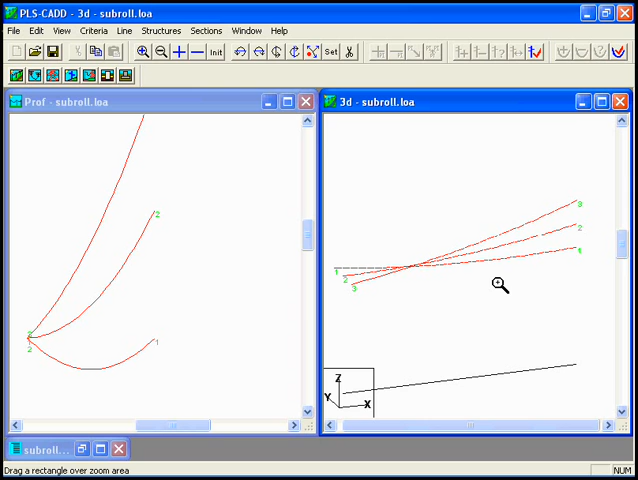 PLS-CADD - 3d - subroll.loa
File Edit View Criteria Line Structures Sections Window Help
Init Set
Prof - subroll.loa
3d - subroll.loa
2
2
1
2
1
3
2
1
1
2
3
Z
Y
X
subroll...
Drag a rectangle over zoom area
NUM